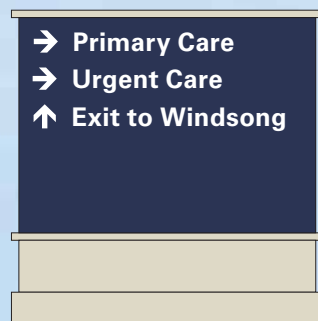 → Primary Care
→ Urgent Care
↑ Exit to Windsong